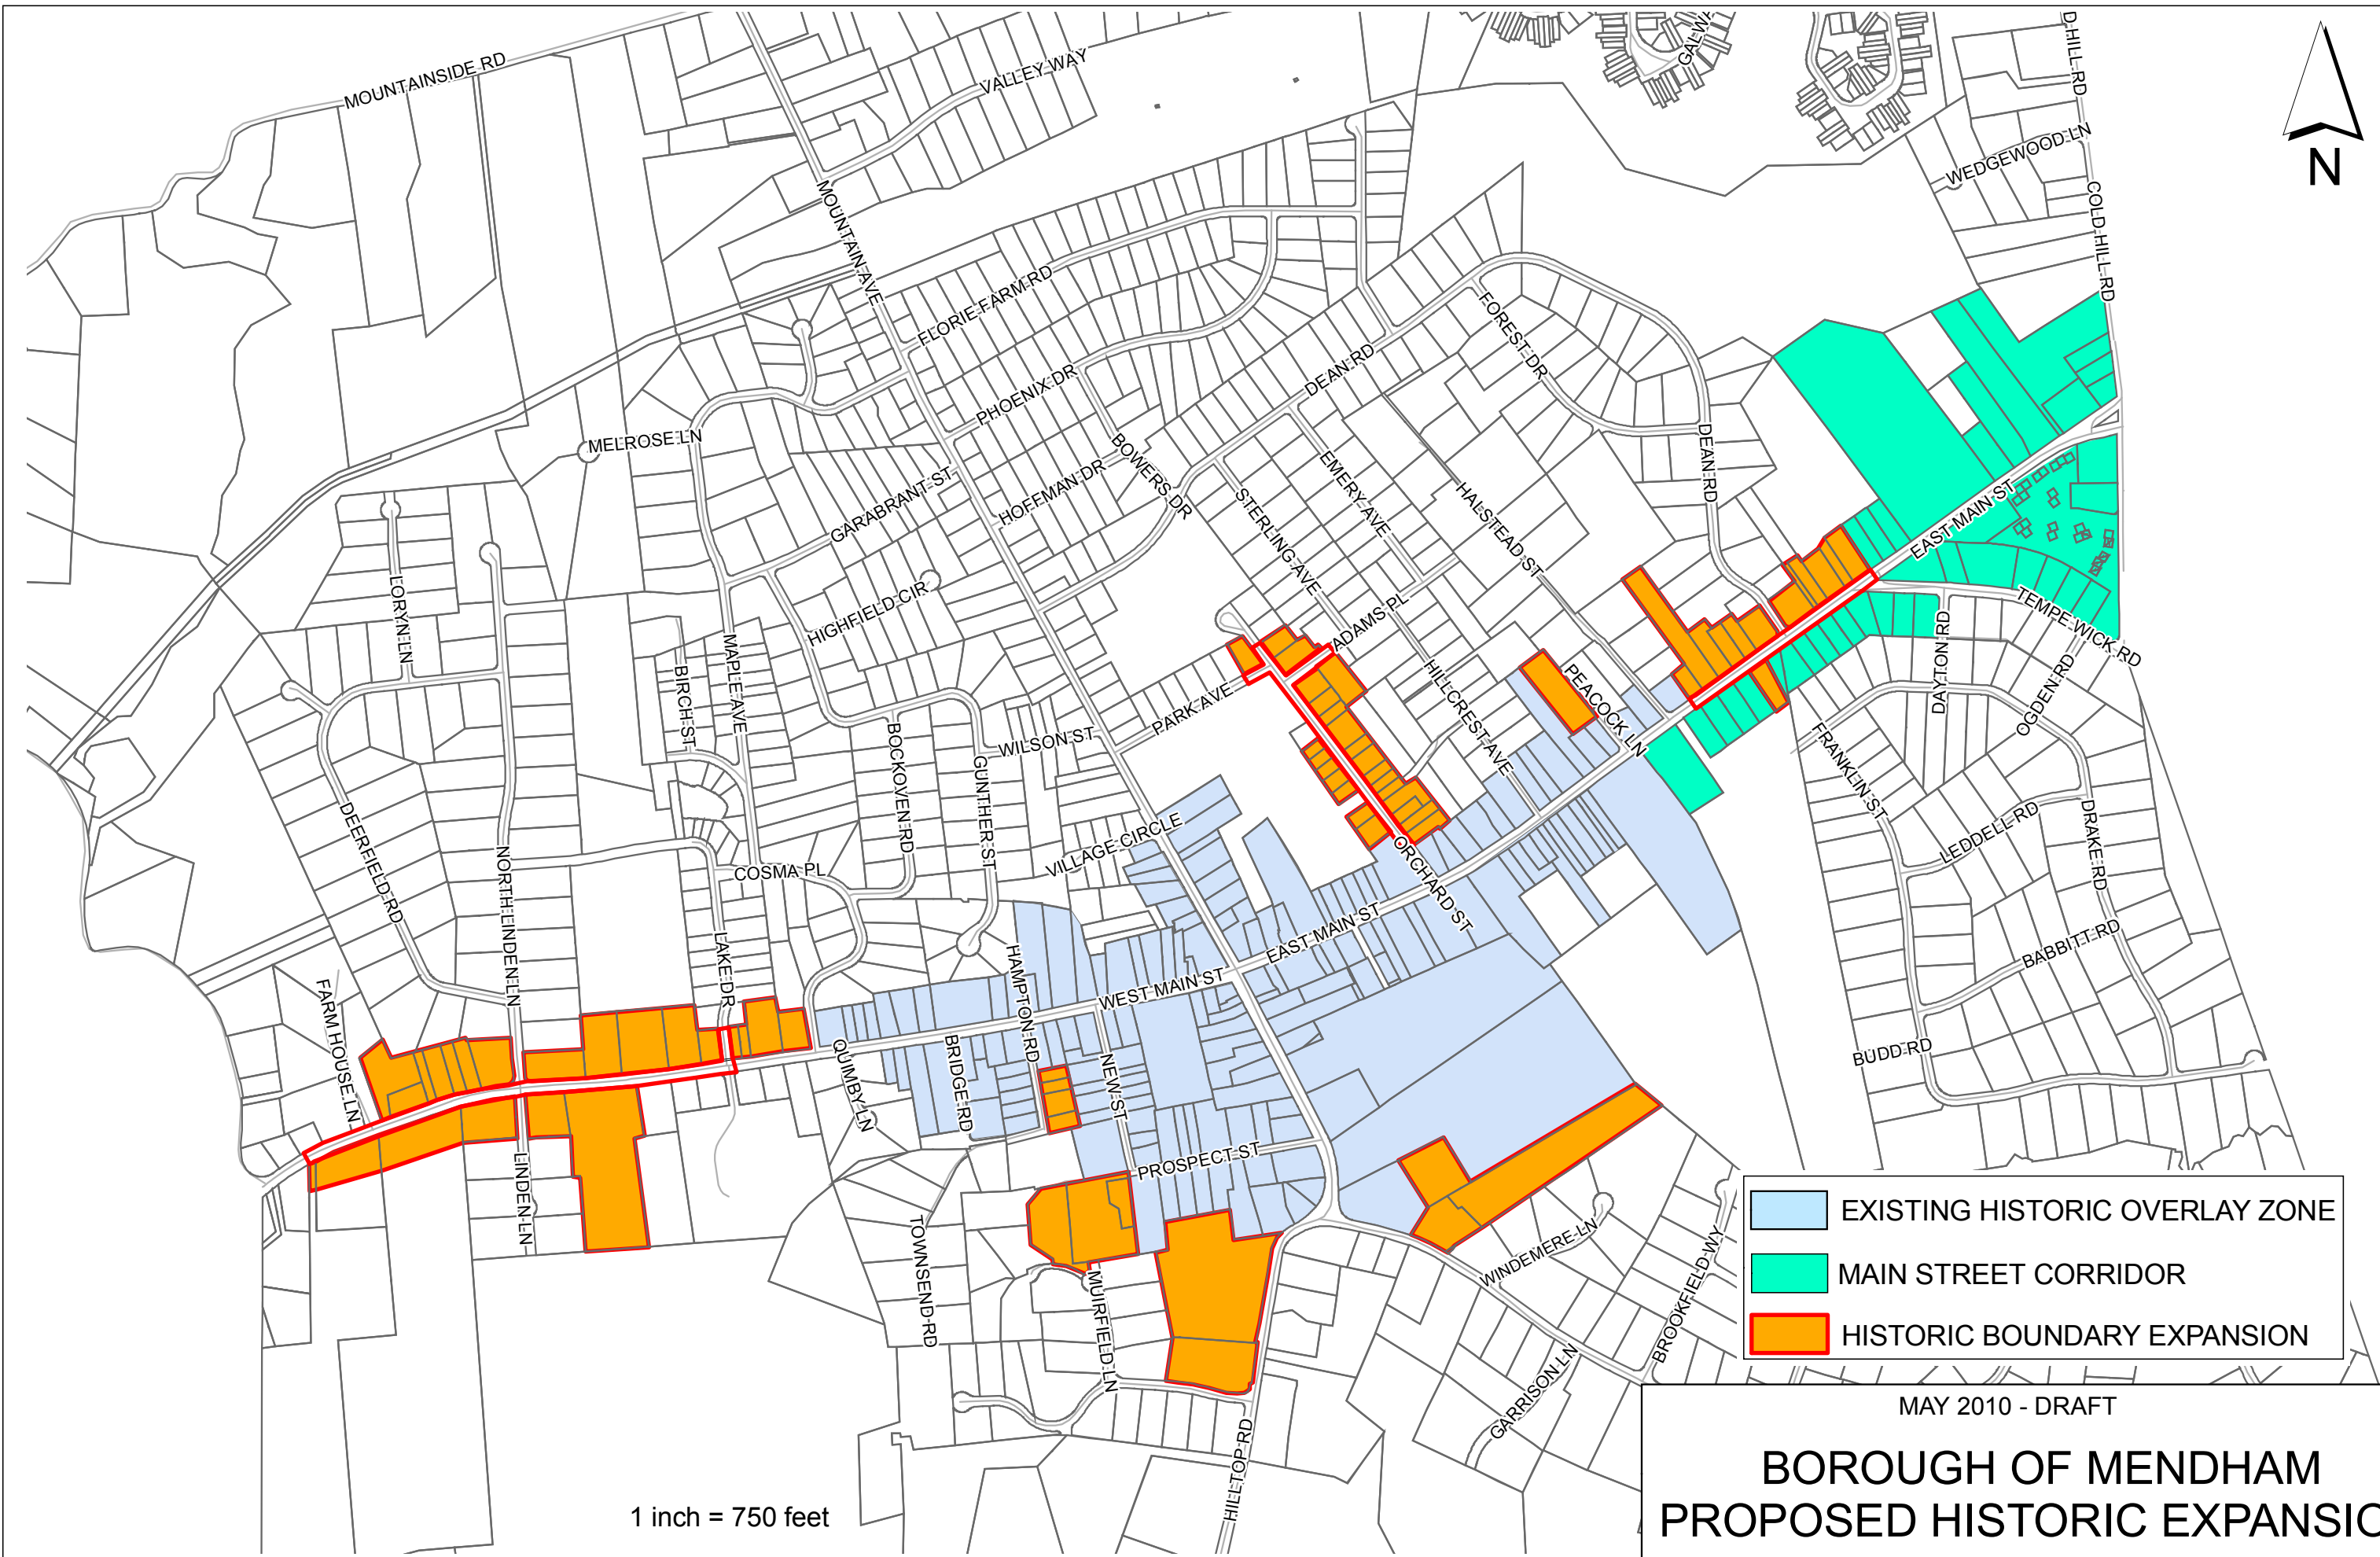 MOUNTAINSIDE RD
VALLEY WAY
GALWA
D HILL RD
N
WEDGEWOOD LN
COLD HILL RD
MOUNTAIN AVE
FLORIE FARM RD
FOREST DR
DEAN RD
PHOENIX DR
MELROSE LN
BOWERS DR
EMERY AVE
DEAN RD
GARABRANT ST
HOFFMAN DR
STERLING AVE
HALSTEAD ST
EAST MAIN ST
LORYN LN
HIGHFIELD CIR
ADAMS PL
TEMPE WICK RD
BIRCH ST
MAPLE AVE
DAYTON RD
OGDEN RD
PARK AVE
HILLCREST AVE
PEACOCK LN
BOCKOVEN RD
WILSON ST
GUNTHER ST
FRANKLIN ST
DEERFIELD RD
VILLAGE CIRCLE
LEDDELL RD
DRAKE RD
NORTH LINDEN LN
COSMA PL
ORCHARD ST
LAKE DR
HAMPTON RD
EAST MAIN ST
BABBITT RD
WEST MAIN ST
FARM HOUSE LN
QUIMBY LN
BRIDGE RD
NEW ST
BUDD RD
LINDEN LN
PROSPECT ST
TOWNSEND RD
MUIRFIELD LN
WINDEMERE LN
BROOKFIELD WY
GARRISON LN
HILLTOP RD
EXISTING HISTORIC OVERLAY ZONE
MAIN STREET CORRIDOR
HISTORIC BOUNDARY EXPANSION
MAY 2010 - DRAFT
BOROUGH OF MENDHAM
PROPOSED HISTORIC EXPANSIO
1 inch = 750 feet